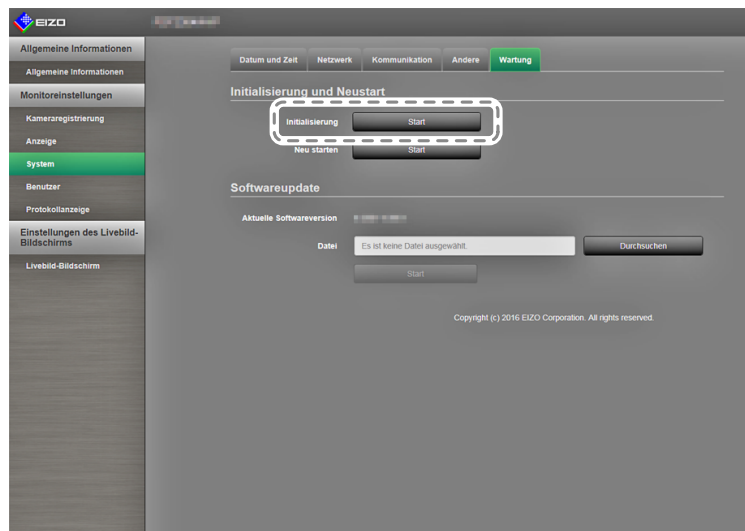 EIZO
Allgemeine Informationen
Allgemeine Informationen
Monitoreinstellungen
Kameraregistrierung
Anzeige
System
Benutzer
Protokollanzeige
Einstellungen des Livebild-
Bildschirms
Livebild-Bildschirm
Datum und Zeit Netzwerk Kommunikation Andere Wartung
Initialisierung und Neustart
Initialisierung Start
Neu starten Start
Softwareupdate
Aktuelle Softwareversion
Datei Es ist keine Datei ausgewählt. Durchsuchen
Start
Copyright (c) 2016 EIZO Corporation. All rights reserved.